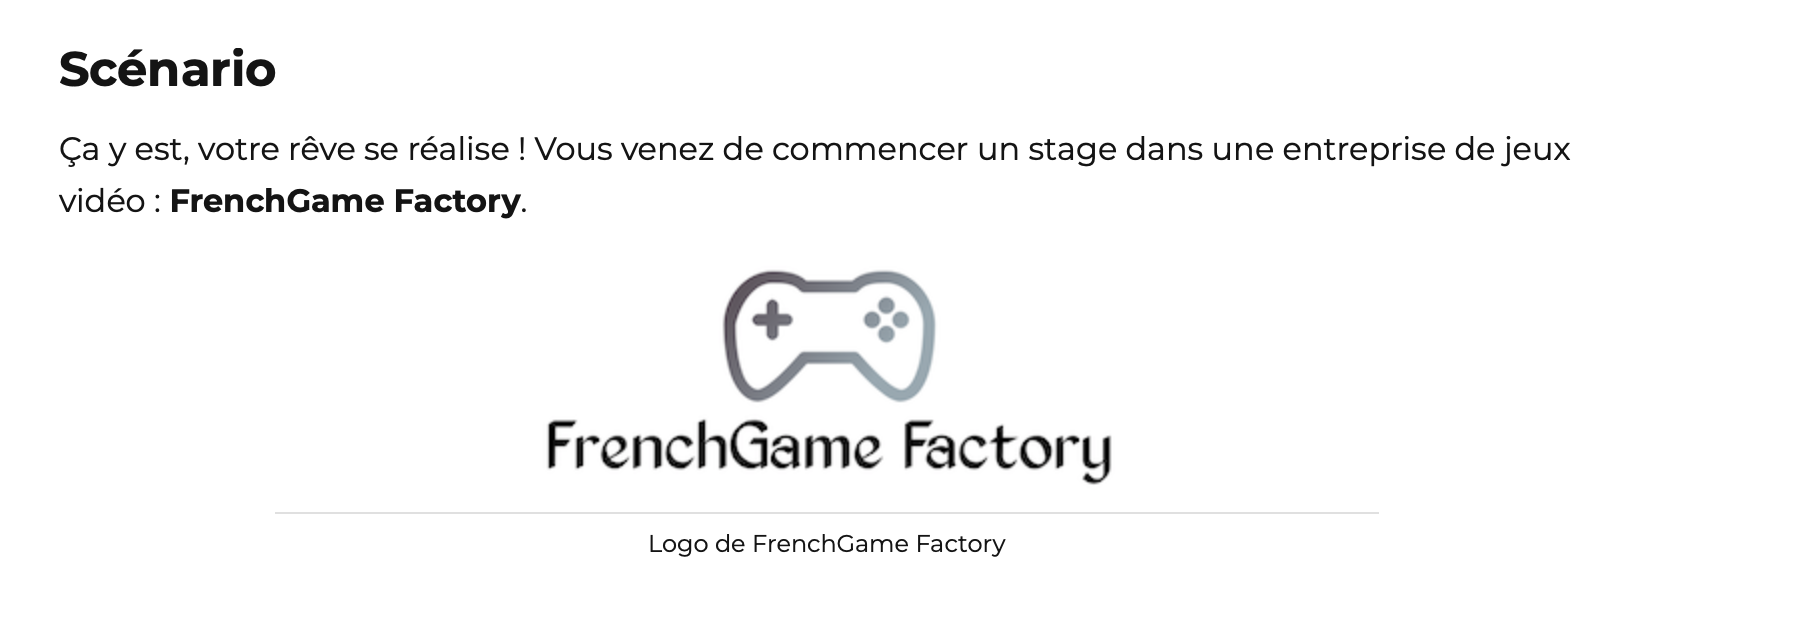 Scénario
Ça y est, votre rêve se réalise ! Vous venez de commencer un stage dans une entreprise de jeux
vidéo : FrenchGame Factory.
FrenchGame Factory
Logo de FrenchGame Factory